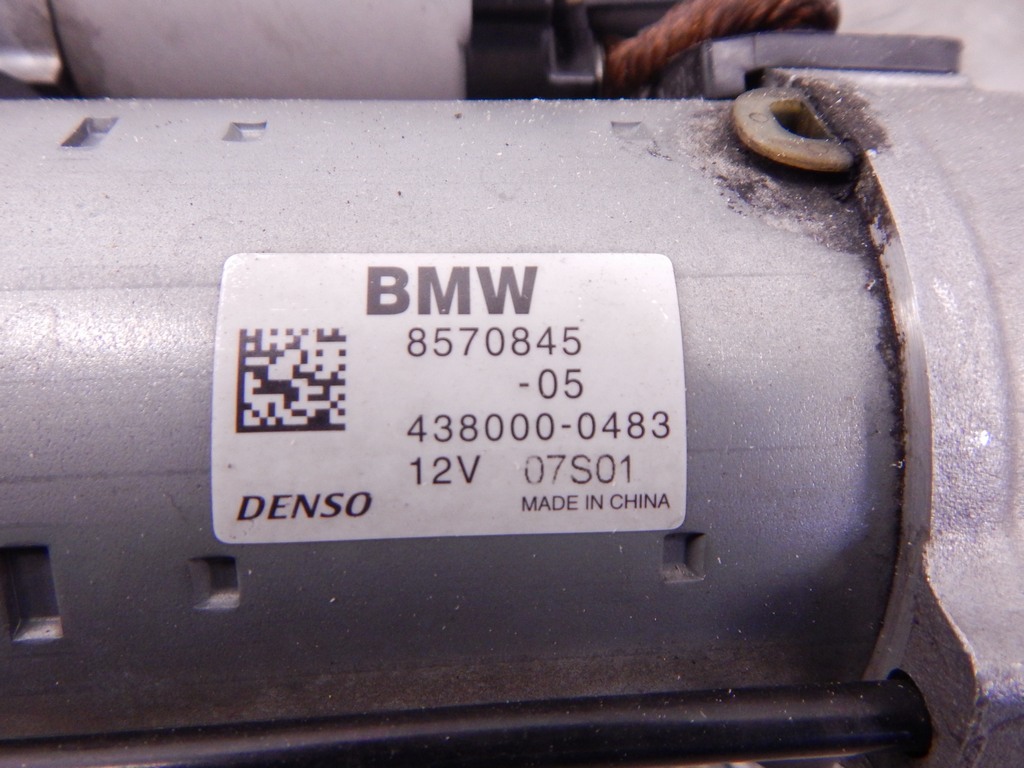 BMW
8570845
-05
438000-0483
12V 07S01
DENSO MADE IN CHINA